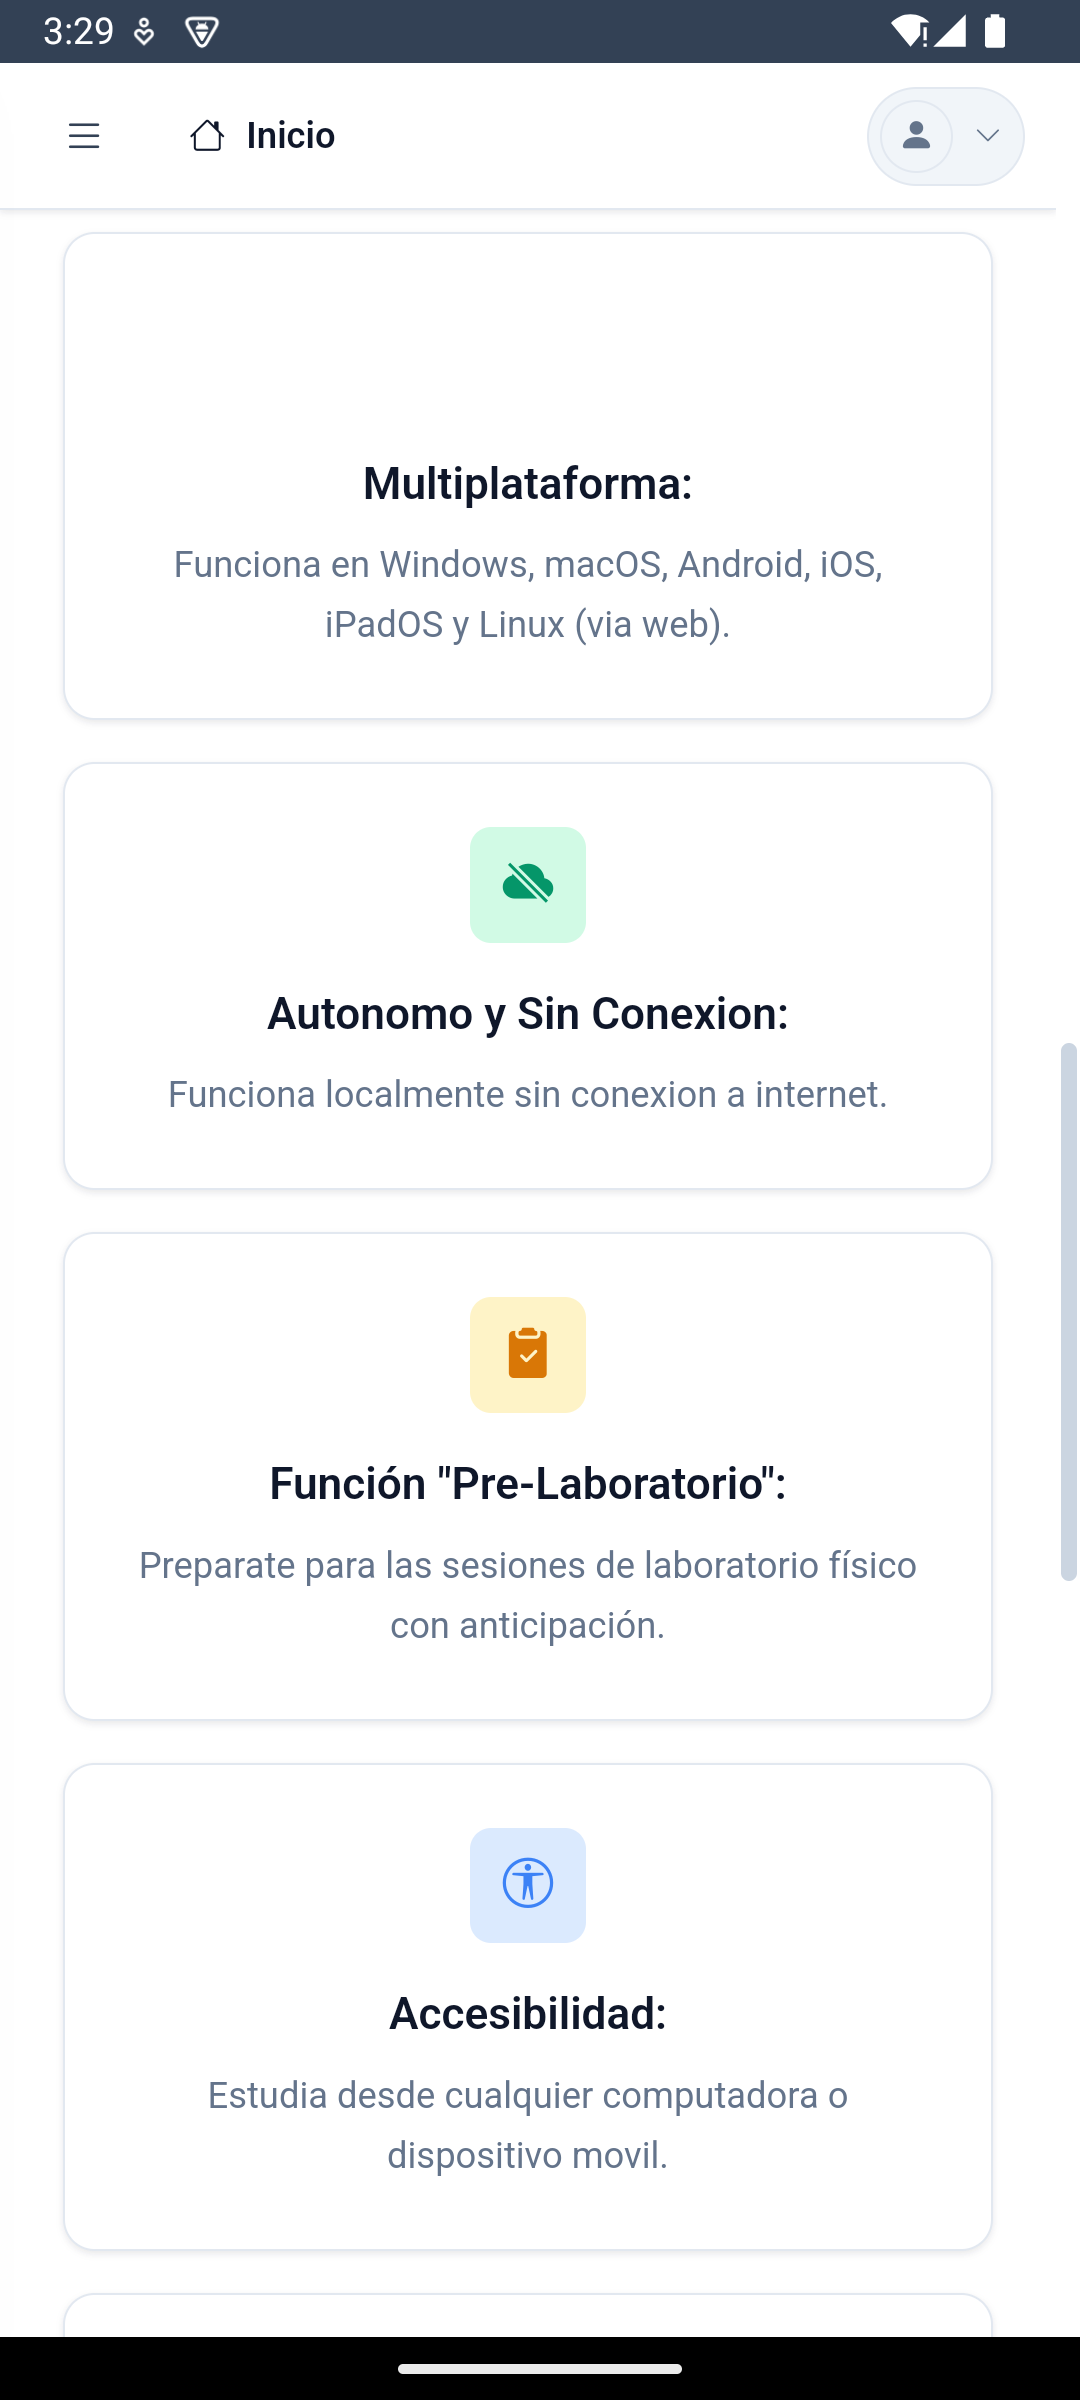 3:29
Inicio
Multiplataforma:
Funciona en Windows, macOS, Android, iOS,
iPadOS y Linux (via web).
Autonomo y Sin Conexion:
Funciona localmente sin conexion a internet.
Función "Pre-Laboratorio":
Preparate para las sesiones de laboratorio físico
con anticipación.
Accesibilidad:
Estudia desde cualquier computadora o
dispositivo movil.